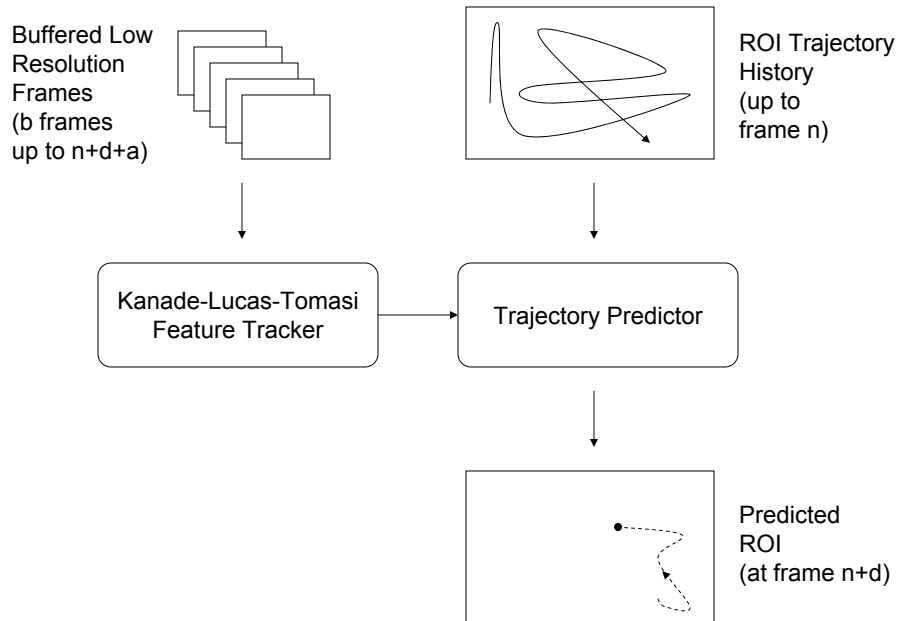 Buffered Low
Resolution
Frames
(b frames
up to n+d+a)
ROI Trajectory
History
(up to
frame n)
Kanade-Lucas-Tomasi
Feature Tracker
Trajectory Predictor
Predicted
ROI
(at frame n+d)